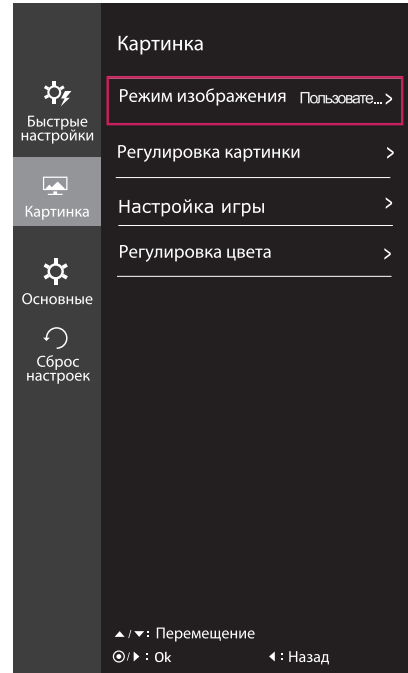 Картинка
Режим изображения Пользовате...>
Регулировка картинки >
Настройка игры >
Регулировка цвета >
Быстрые
настройки
Картинка
Основные
Сброс
настроек
▲/▼: Перемещение
◉/▶ : Ok ◀ : Назад